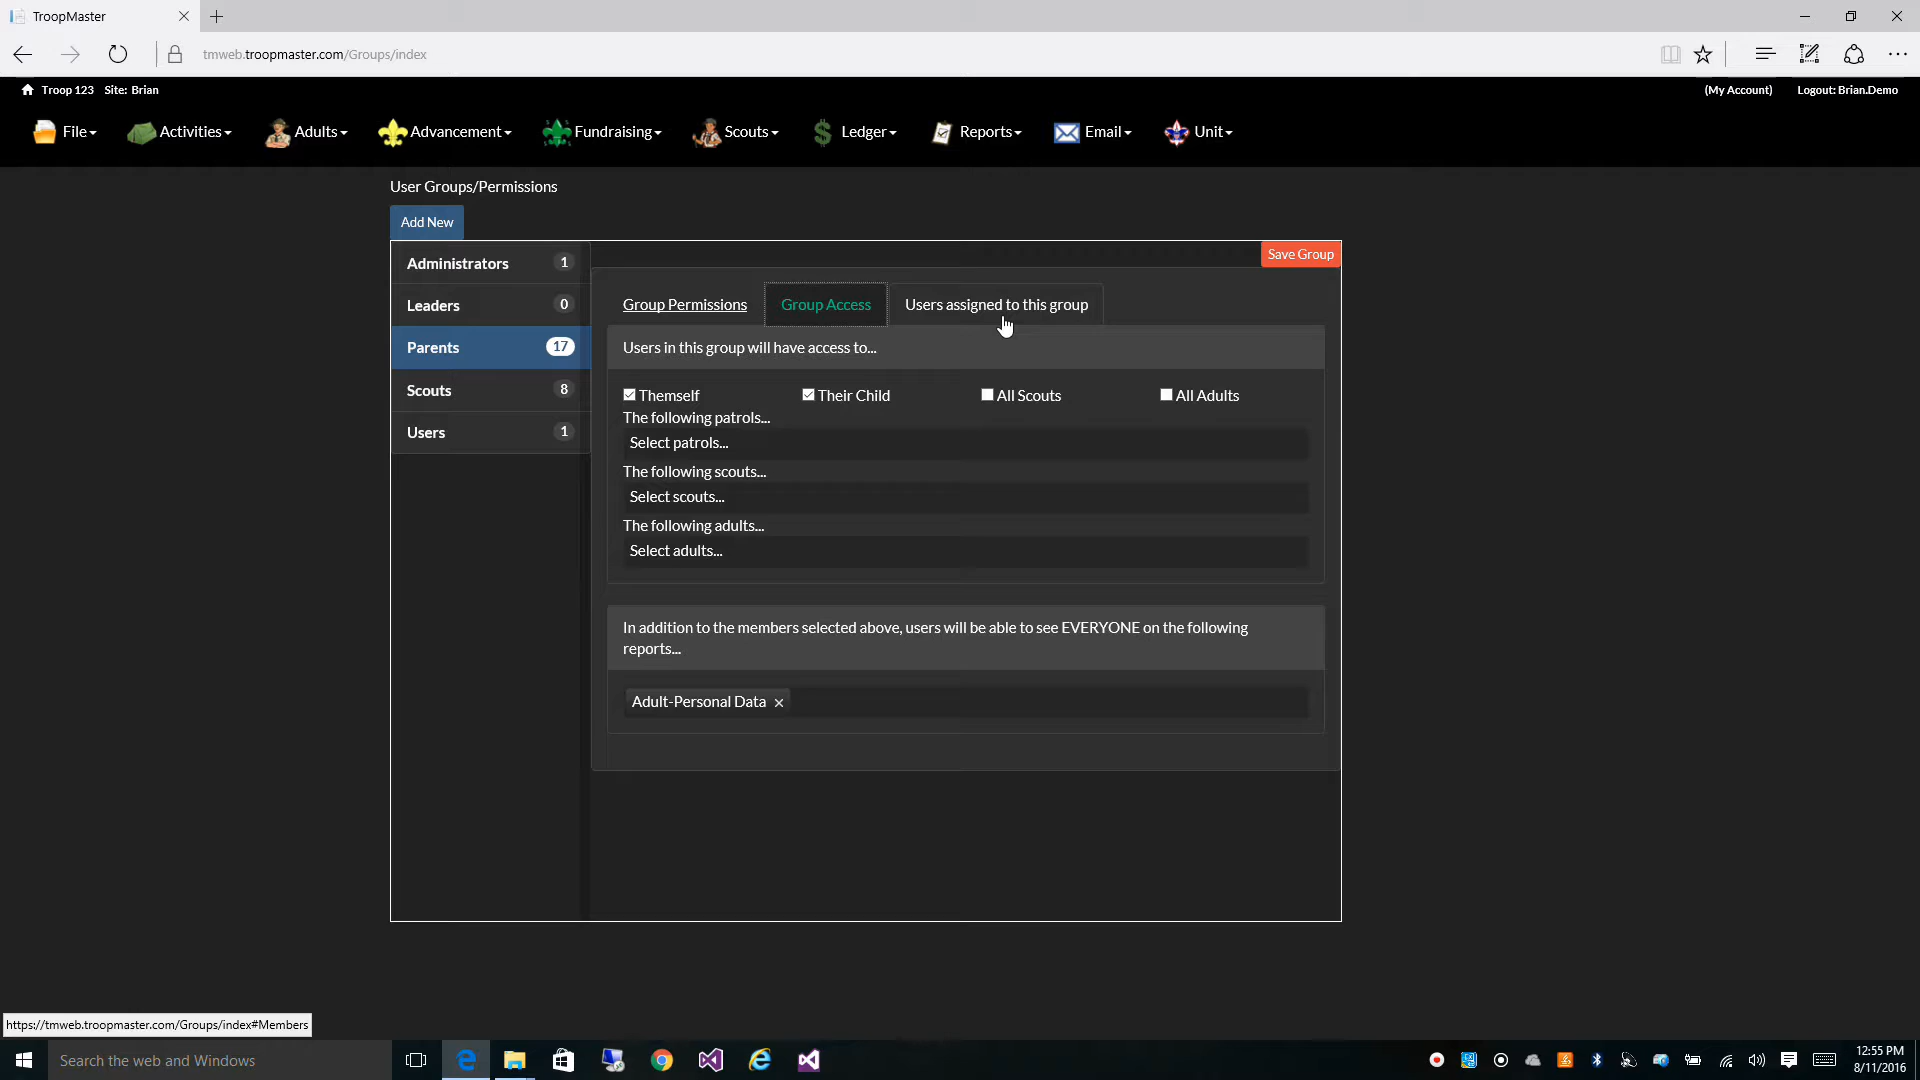 TroopMaster
tmweb.troopmaster.com/Groups/index
Troop 123 Site: Brian (My Account) Logout: Brian.Demo
File Activities Adults Advancement Fundraising Scouts Ledger Reports Email Unit
User Groups/Permissions
Add New
Save Group
Administrators 1
Leaders 0
Parents 17
Scouts 8
Users 1
Group Permissions Group Access Users assigned to this group
Users in this group will have access to...
Themself Their Child All Scouts All Adults
The following patrols...
Select patrols...
The following scouts...
Select scouts...
The following adults...
Select adults...
In addition to the members selected above, users will be able to see EVERYONE on the following
reports...
Adult-Personal Data ×
https://tmweb.troopmaster.com/Groups/index#Members
Search the web and Windows
12:55 PM
8/11/2016